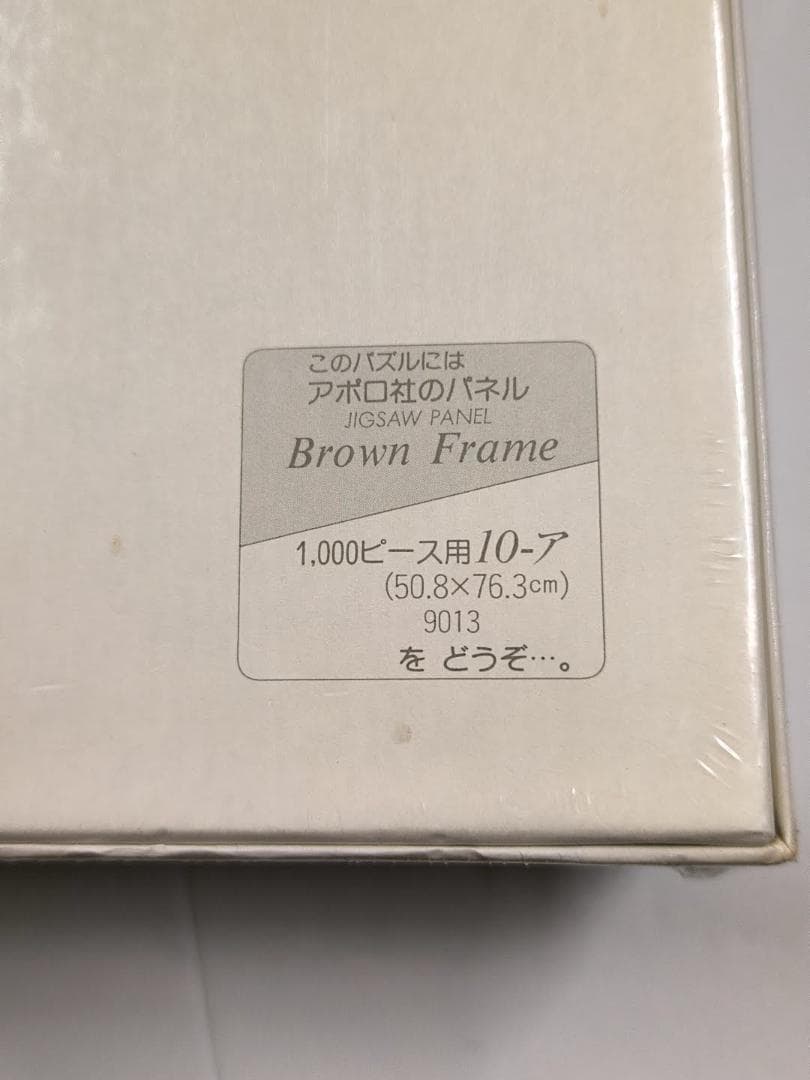 このパズルには
アポロ社のパネル
JIGSAW PANEL
Brown Frame
1,000ピース用10-ア
(50.8×76.3cm)
9013
を どうぞ…。